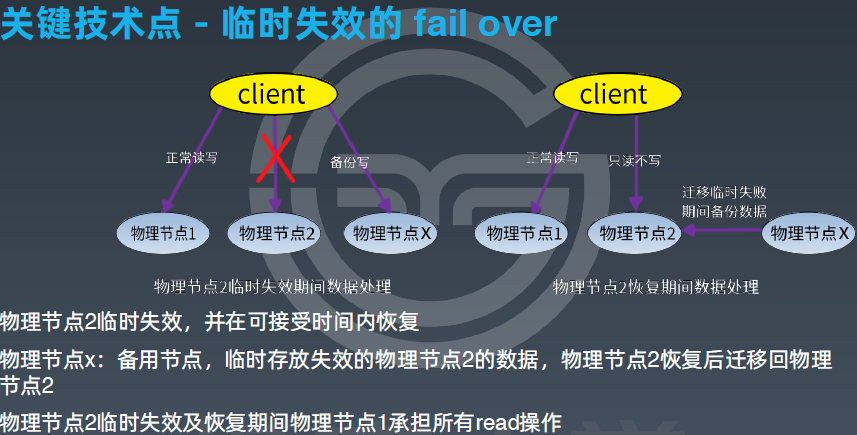 关键技术点 - 临时失效的 fail over
client
client
正常读写
备份写
正常读写
只读不写
迁移临时失败
期间备份数据
物理节点1
物理节点2
物理节点X
物理节点1
物理节点2
物理节点X
物理节点2临时失效期间数据处理
物理节点2恢复期间数据处理
物理节点2临时失效，并在可接受时间内恢复
物理节点x：备用节点，临时存放失效的物理节点2的数据，物理节点2恢复后迁移回物理
节点2
物理节点2临时失效及恢复期间物理节点1承担所有read操作